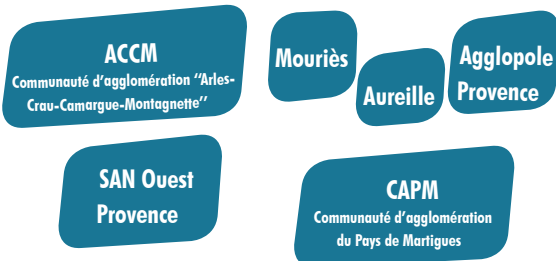 ACCM
Communauté d’agglomération “Arles-
Crau-Camargue-Montagnette”
Mouriès
Aureille
Agglopole
Provence
SAN Ouest
Provence
CAPM
Communauté d’agglomération
du Pays de Martigues